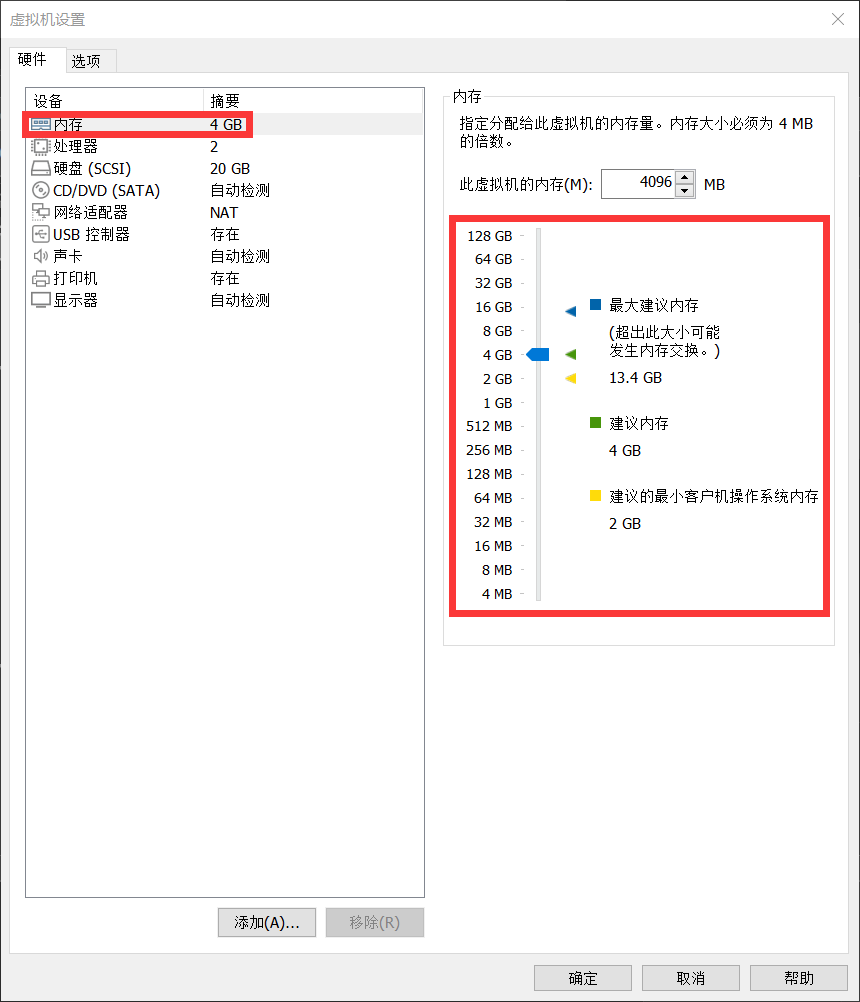 虚拟机设置
硬件 选项
设备 摘要
内存 4 GB
处理器 2
硬盘 (SCSI) 20 GB
CD/DVD (SATA) 自动检测
网络适配器 NAT
USB 控制器 存在
声卡 自动检测
打印机 存在
显示器 自动检测
添加(A)... 移除(R)
内存
指定分配给此虚拟机的内存量。内存大小必须为 4 MB
的倍数。
此虚拟机的内存(M): 4096 MB
128 GB
64 GB
32 GB
16 GB
8 GB
4 GB
2 GB
1 GB
512 MB
256 MB
128 MB
64 MB
32 MB
16 MB
8 MB
4 MB
最大建议内存
(超出此大小可能
发生内存交换。)
13.4 GB
建议内存
4 GB
建议的最小客户机操作系统内存
2 GB
确定 取消 帮助